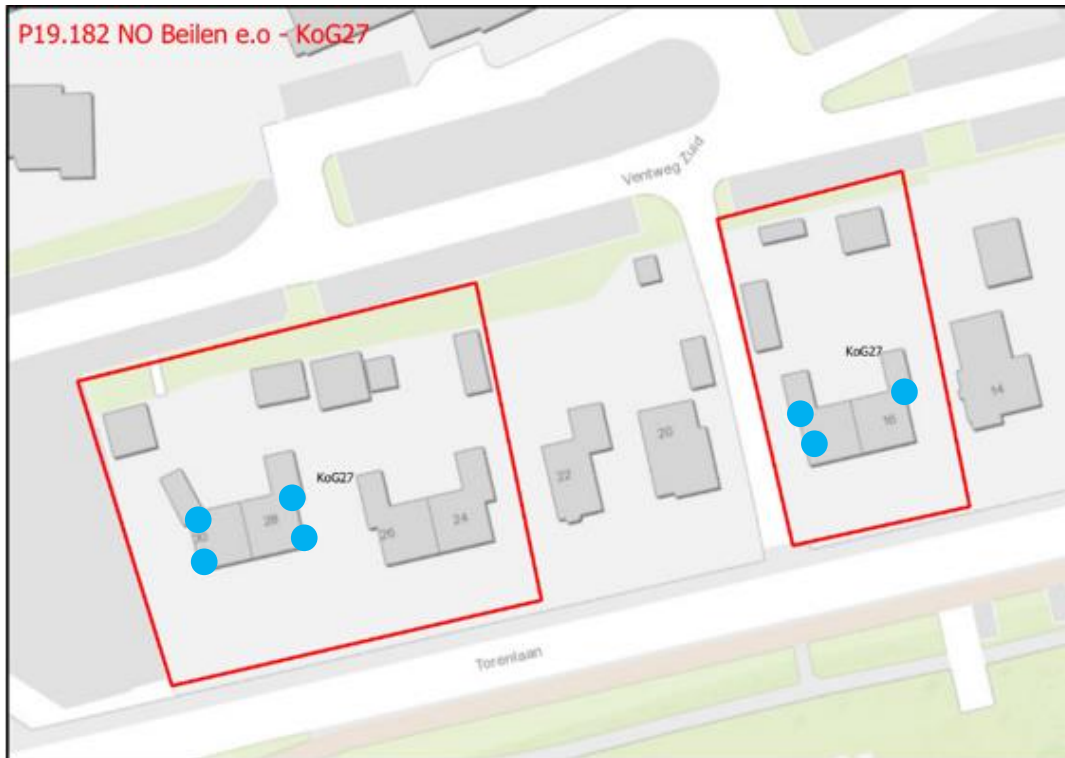 P19.182 NO Beilen e.o - KoG27
Ventweg Zuid
KoG27
14
16
20
22
KoG27
24
26
28
Torenlaan